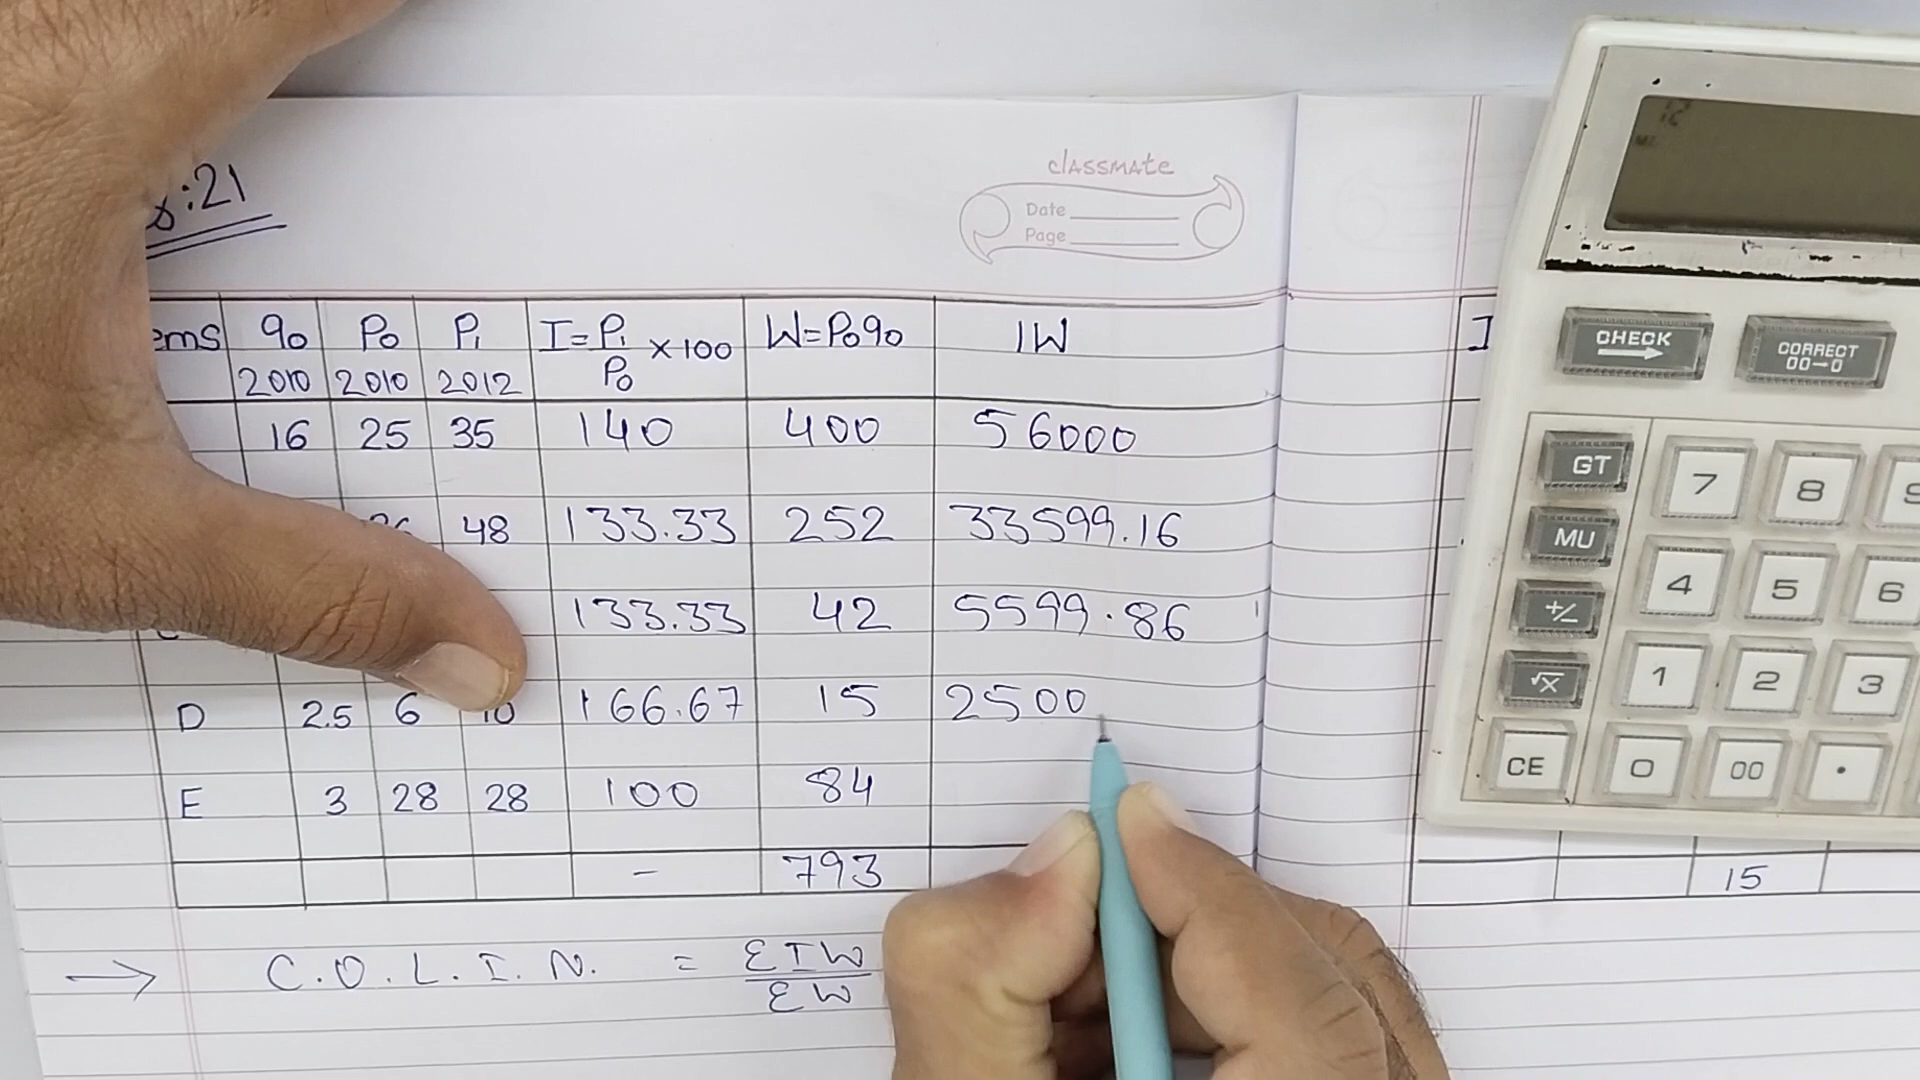 :21
classmate
Date
Page
ems q0 P0 P1 I=P1/P0 ×100 W=P0q0 IW
2010 2010 2012
16 25 35 140 400 56000
48 133.33 252 33599.16
133.33 42 5599.86
D 2.5 6 10 166.67 15 2500
E 3 28 28 100 84
- 793
→ C.O.L.I.N. = ΣIW/ΣW
I
15
CHECK
CORRECT
00→0
GT 7 8
MU 4 5 6
+/- 1 2 3
√X
CE 0 00 •